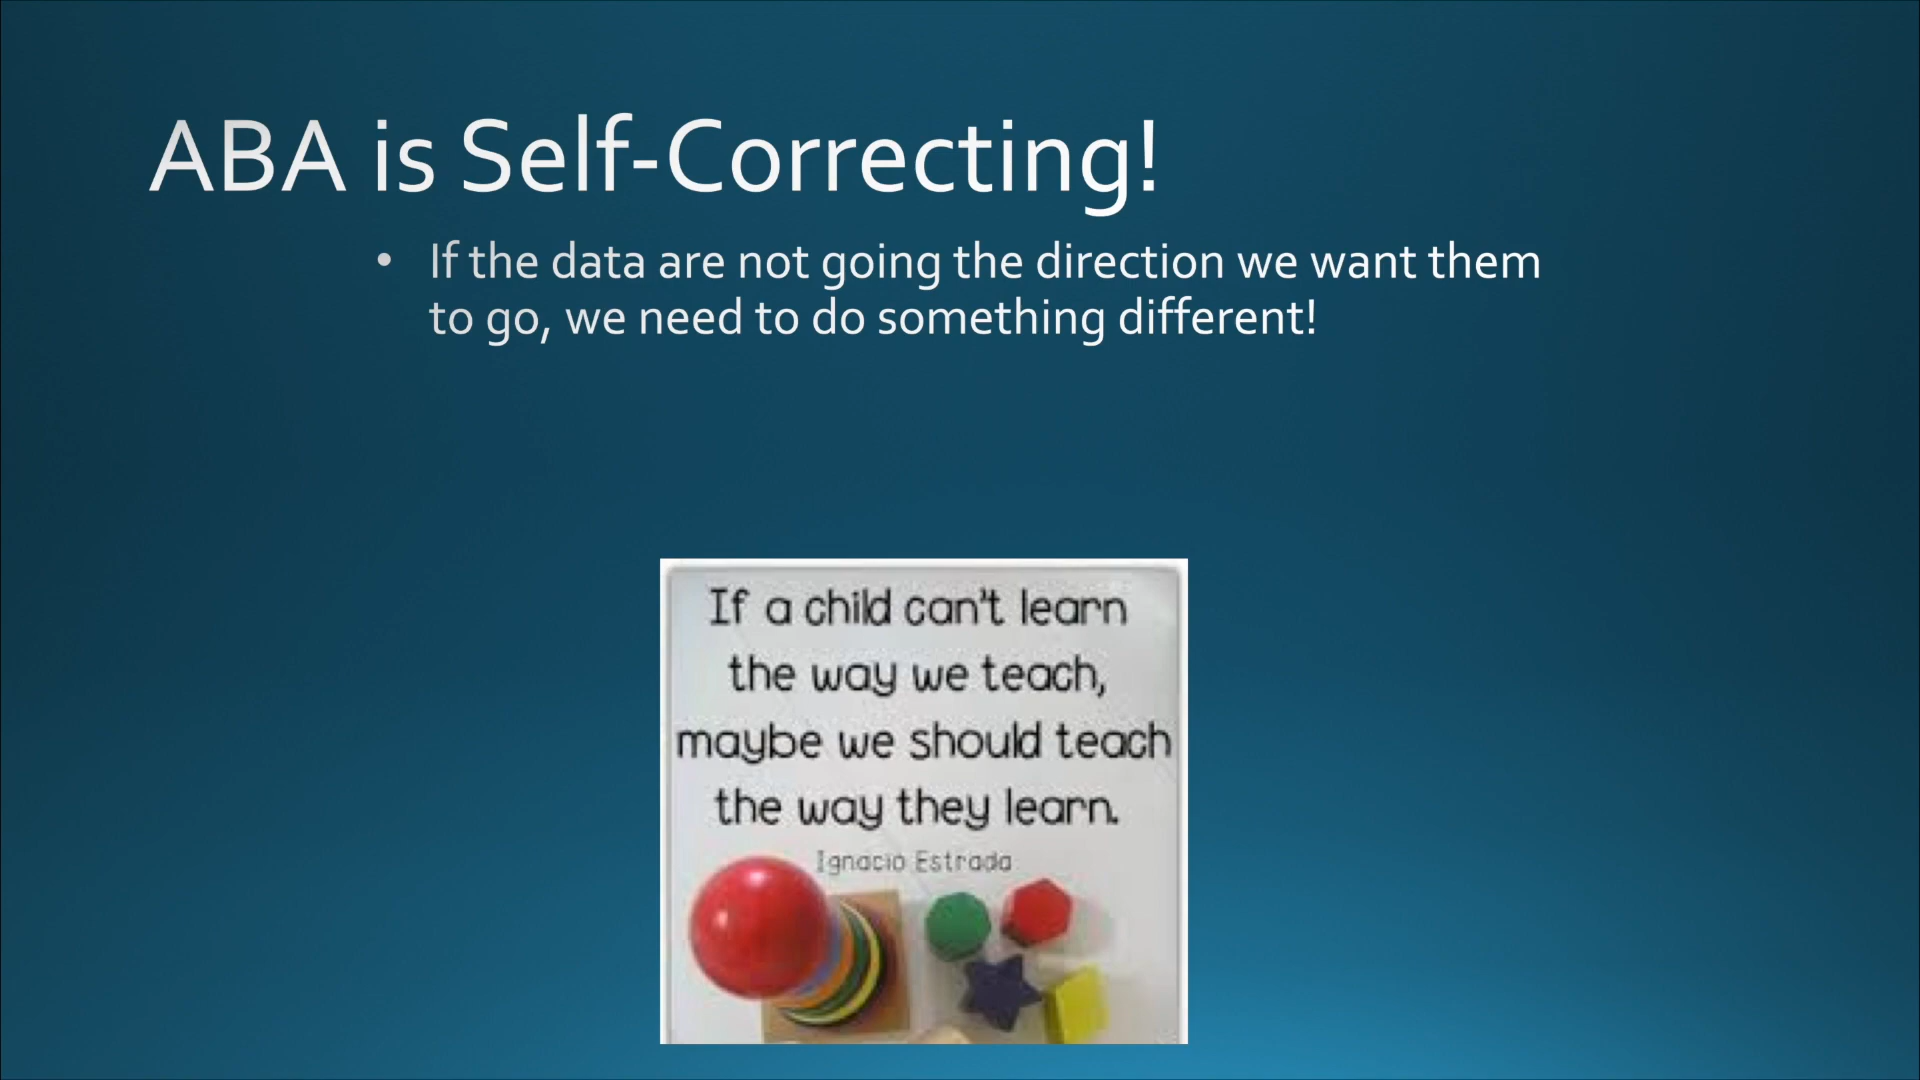 ABA is Self-Correcting!
• If the data are not going the direction we want them
to go, we need to do something different!
If a child can't learn
the way we teach,
maybe we should teach
the way they learn.
Ignacio Estrada